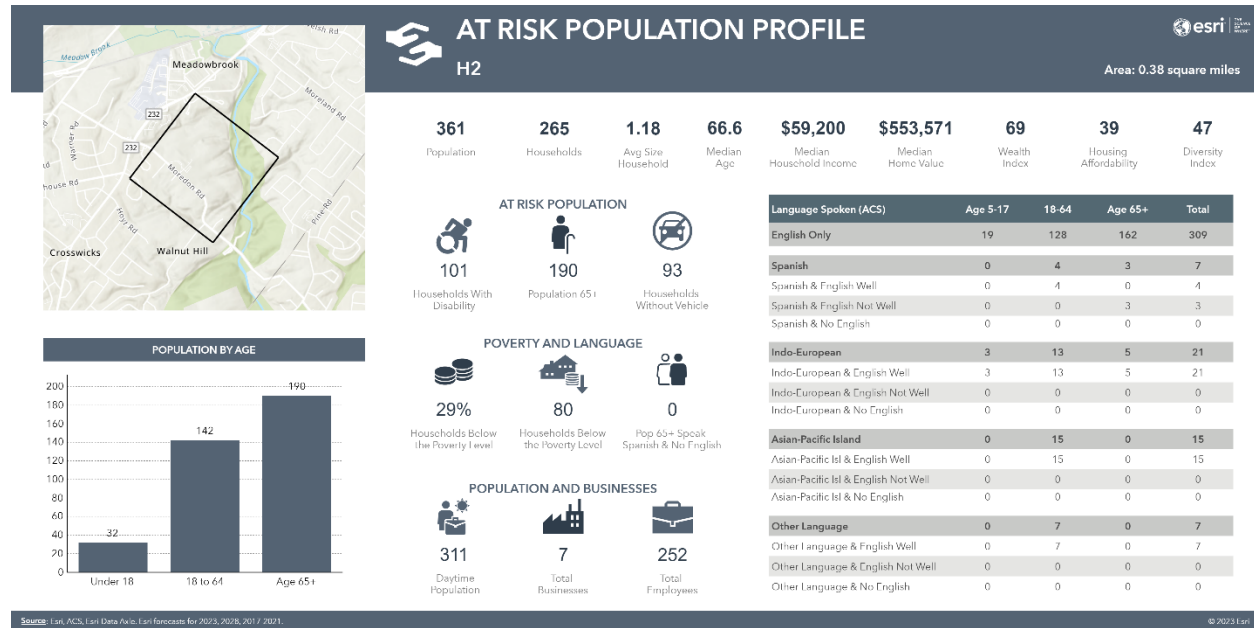 AT RISK POPULATION PROFILE
H2
esri
THE
SCIENCE
OF
WHERE
Area: 0.38 square miles
Meadow Brook
Meadowbrook
232
232
Moreland Rd
Warner Rd
house Rd
Moredon Rd
Hoyt Rd
Pine Rd
Crosswicks
Walnut Hill
361
Population
265
Households
1.18
Avg Size
Household
66.6
Median
Age
$59,200
Median
Household Income
$553,571
Median
Home Value
69
Wealth
Index
39
Housing
Affordability
47
Diversity
Index
AT RISK POPULATION
101
Households With
Disability
190
Population 65+
93
Households
Without Vehicle
POVERTY AND LANGUAGE
29%
Households Below
the Poverty Level
80
Households Below
the Poverty Level
0
Pop 65+ Speak
Spanish & No English
POPULATION AND BUSINESSES
311
Daytime
Population
7
Total
Businesses
252
Total
Employees
POPULATION BY AGE
200
180
160
140
120
100
80
60
40
20
0
32
142
190
Under 18 18 to 64 Age 65+
Language Spoken (ACS) Age 5-17 18-64 Age 65+ Total
English Only 19 128 162 309
Spanish 0 4 3 7
Spanish & English Well 0 4 0 4
Spanish & English Not Well 0 0 3 3
Spanish & No English 0 0 0 0
Indo-European 3 13 5 21
Indo-European & English Well 3 13 5 21
Indo-European & English Not Well 0 0 0 0
Indo-European & No English 0 0 0 0
Asian-Pacific Island 0 15 0 15
Asian-Pacific Isl & English Well 0 15 0 15
Asian-Pacific Isl & English Not Well 0 0 0 0
Asian-Pacific Isl & No English 0 0 0 0
Other Language 0 7 0 7
Other Language & English Well 0 7 0 7
Other Language & English Not Well 0 0 0 0
Other Language & No English 0 0 0 0
Source: Esri, ACS, Esri-Data Axle. Esri forecasts for 2023, 2028, 2017-2021.
© 2023 Esri